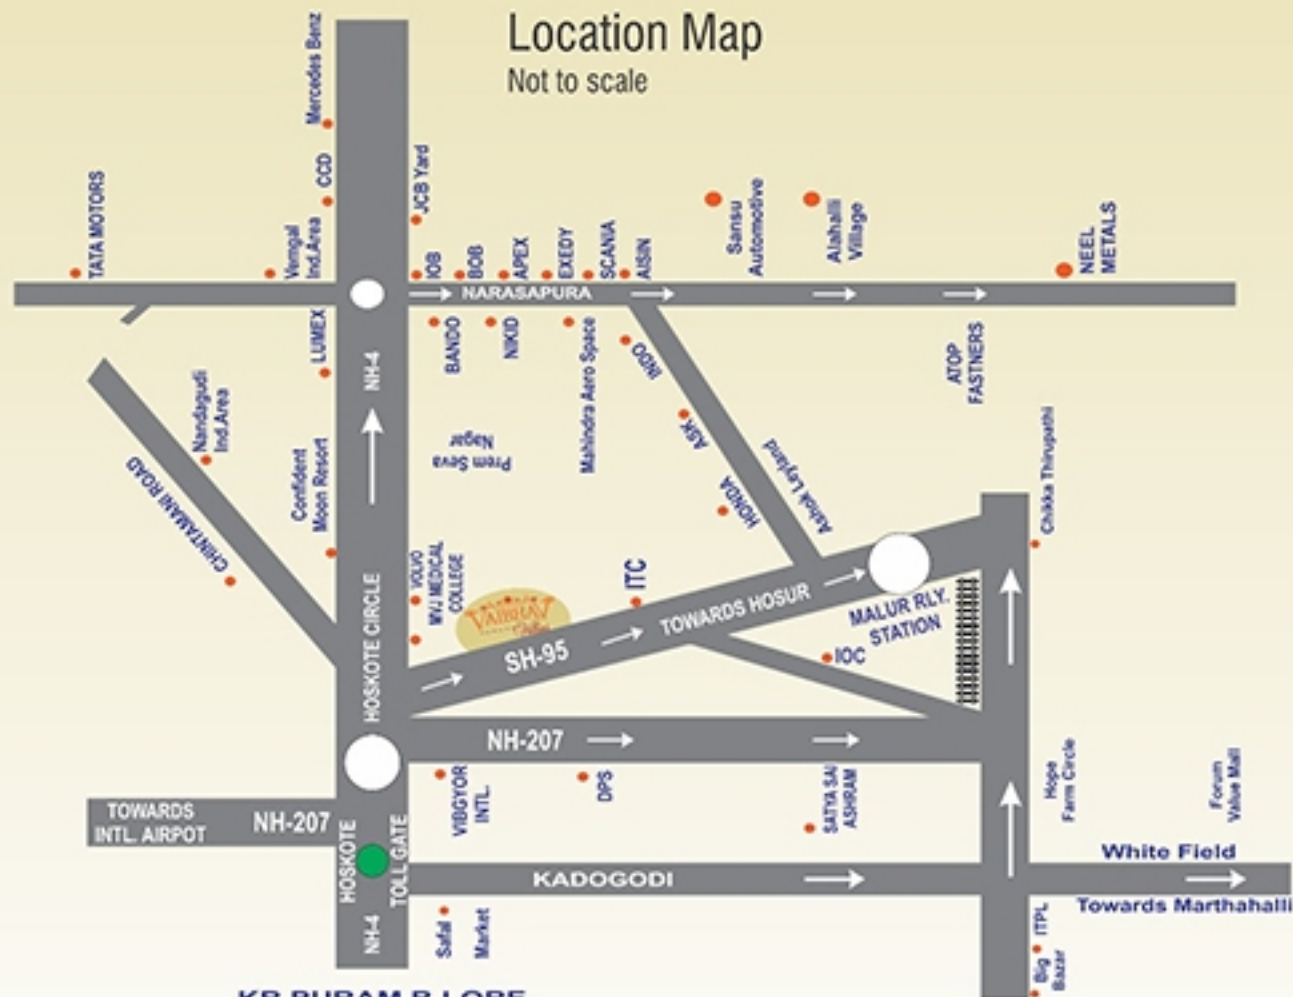 Location Map
Not to scale
Mercedes Benz
CCD
JCB Yard
TATA MOTORS
Vemgal
Ind.Area
IOB
BOB
APEX
EXEDY
SCANIA
AISIN
Sansu
Automotive
Alahalli
Village
NEEL
METALS
NARASAPURA
LUMEX
NH-4
BANDO
NIKID
Mahindra Aero Space
INDO
ATOP
FASTNERS
Nandagudi
Ind.Area
CHINTAMANI ROAD
Confident
Moon Resort
Prem Seva
Nagar
ASK
HONDA
Ashok Leyland
Chikka Thirupathi
HOSKOTE CIRCLE
VOLVO
MVJ MEDICAL
COLLEGE
VAIBHAV
ITC
SH-95
TOWARDS HOSUR
MALUR RLY.
STATION
IOC
NH-207
VIBGYOR
INTL.
DPS
SATYA SAI
ASHRAM
Hope
Farm Circle
Forum
Value Mall
TOWARDS
INTL. AIRPOT
NH-207
HOSKOTE
TOLL GATE
KADOGODI
White Field
Towards Marthahalli
NH-4
Safal
Market
ITPL
Big
Bazar
KR PURAM B LORE